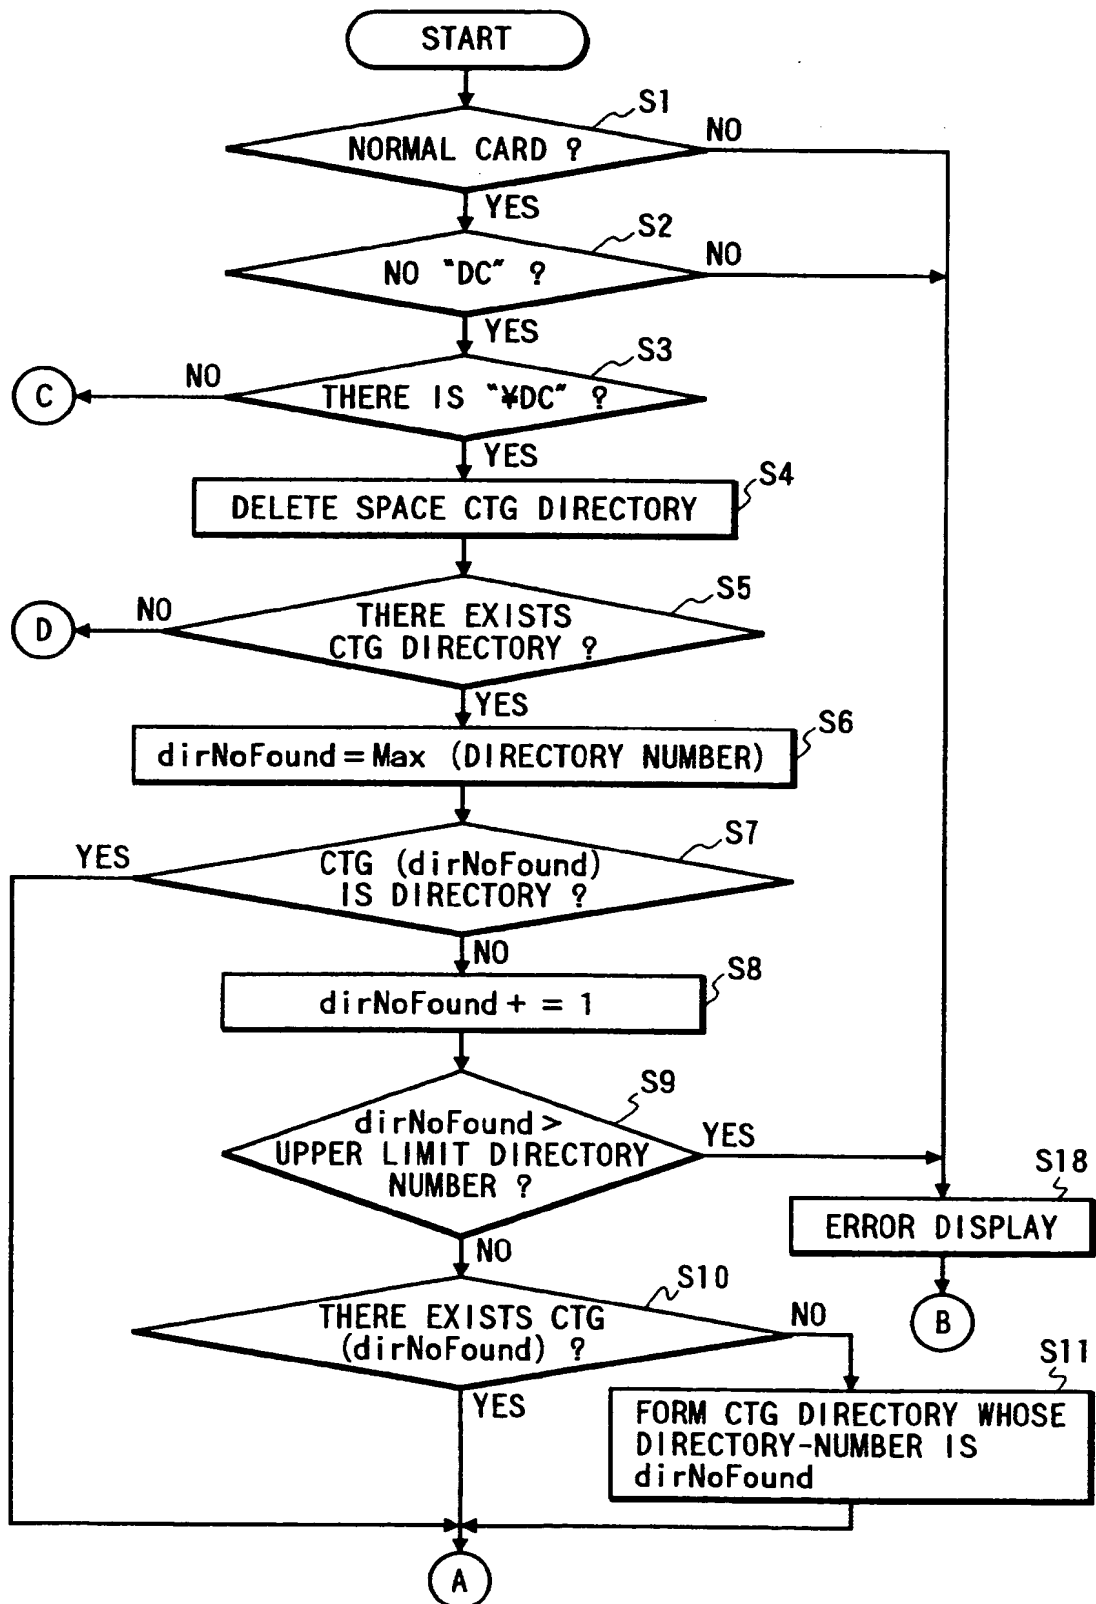 START
S1
NORMAL CARD ?
NO
YES
S2
NO "DC" ?
NO
YES
S3
C
NO
THERE IS "¥DC" ?
YES
S4
DELETE SPACE CTG DIRECTORY
S5
D
NO
THERE EXISTS
CTG DIRECTORY ?
YES
S6
dirNoFound=Max (DIRECTORY NUMBER)
S7
YES
CTG (dirNoFound)
IS DIRECTORY ?
NO
S8
dirNoFound + = 1
S9
dirNoFound>
UPPER LIMIT DIRECTORY
NUMBER ?
YES
NO
S18
ERROR DISPLAY
B
S10
THERE EXISTS CTG
(dirNoFound) ?
NO
YES
S11
FORM CTG DIRECTORY WHOSE
DIRECTORY-NUMBER IS
dirNoFound
A